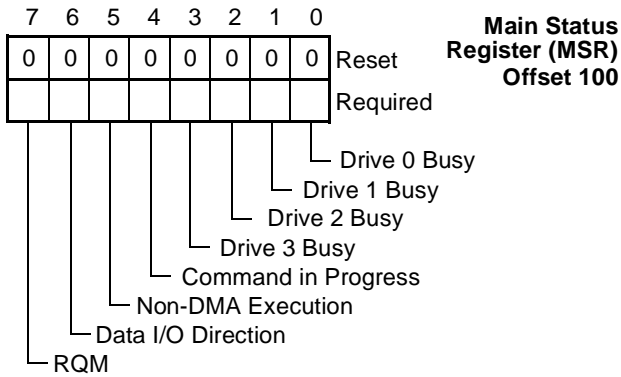 7 6 5 4 3 2 1 0
Main Status
Register (MSR)
Offset 100
0 0 0 0 0 0 0 0 Reset
Required
Drive 0 Busy
Drive 1 Busy
Drive 2 Busy
Drive 3 Busy
Command in Progress
Non-DMA Execution
Data I/O Direction
RQM